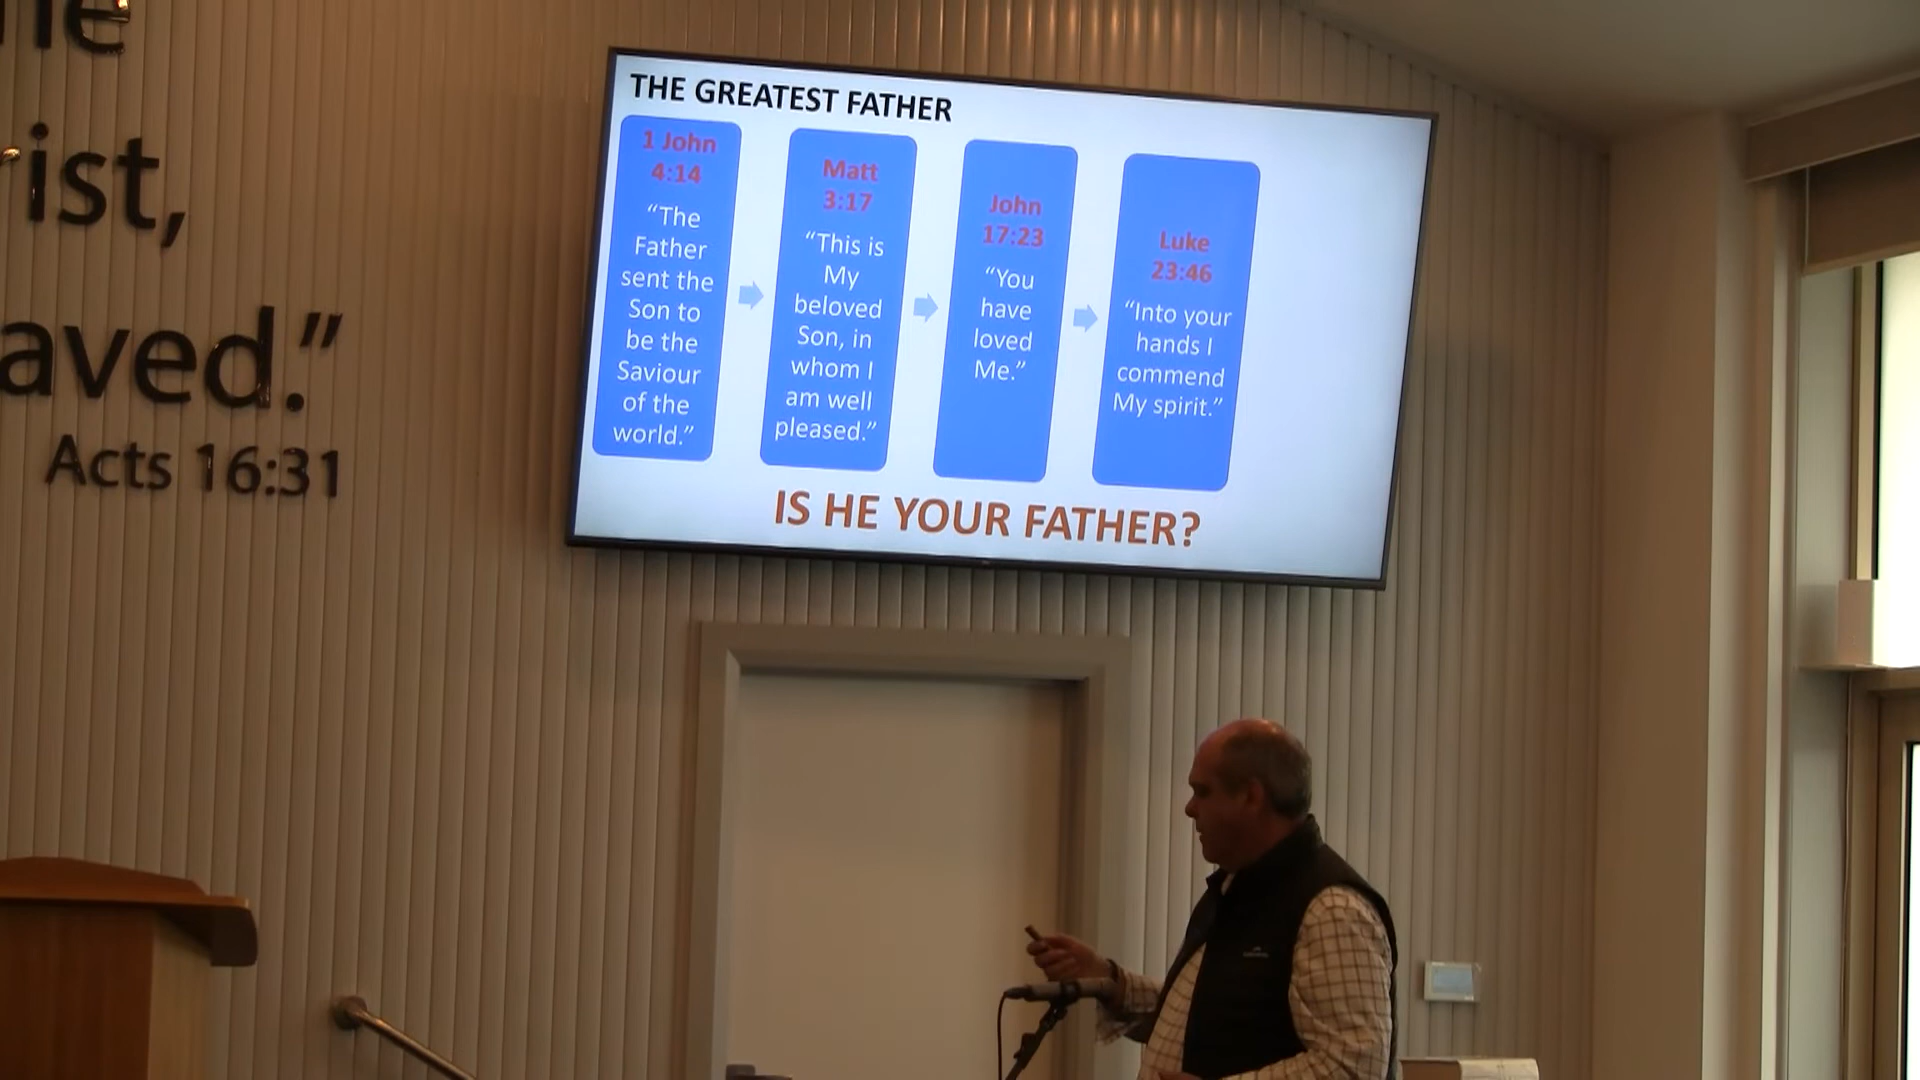 ist,
aved.”
Acts 16:31
THE GREATEST FATHER
1 John
4:14
“The
Father
sent the
Son to
be the
Saviour
of the
world.”
Matt
3:17
“This is
My
beloved
Son, in
whom I
am well
pleased.”
John
17:23
“You
have
loved
Me.”
Luke
23:46
“Into your
hands I
commend
My spirit.”
IS HE YOUR FATHER?